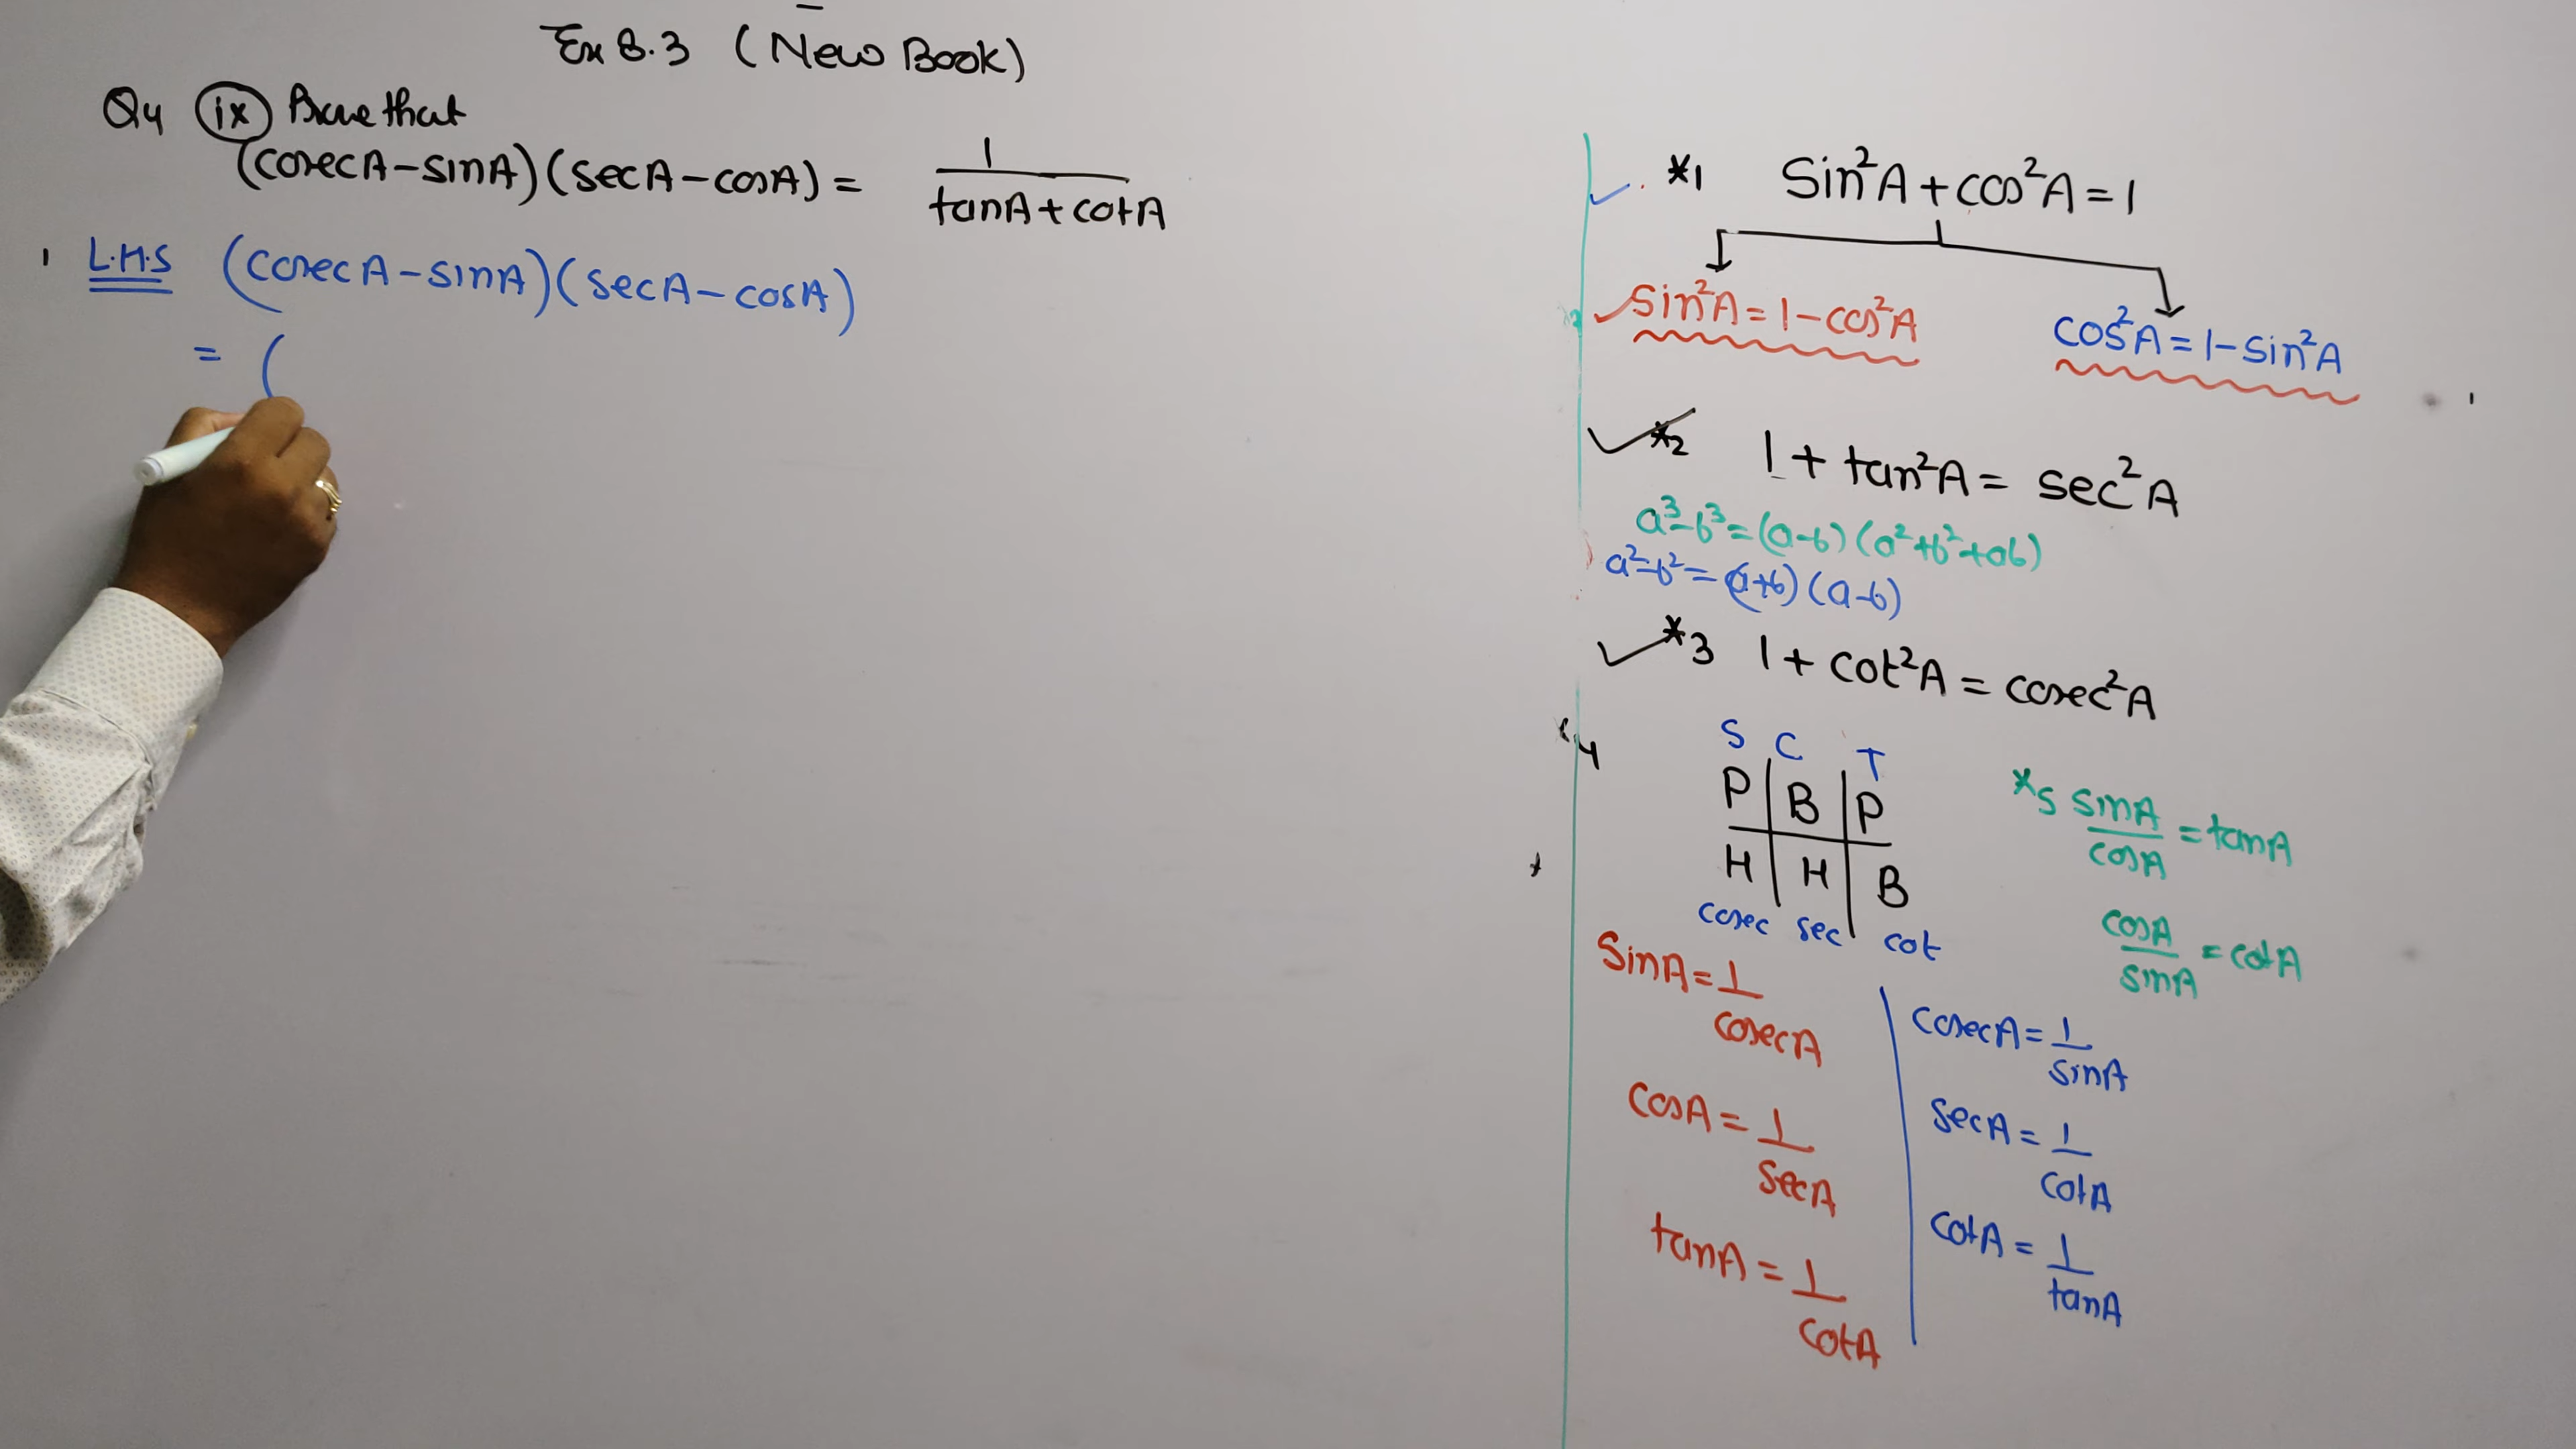 Ex 8.3 (New Book)
Q4 (ix) Prove that
(cosecA-sinA)(secA-cosA) = 1/(tanA+cotA)
L.H.S (cosecA-sinA)(secA-cosA)
= (
*1 Sin²A+cos²A=1
sin²A=1-cos²A
cos²A=1-sin²A
*2 1+tan²A=sec²A
a³-b³=(a-b)(a²+b²+ab)
a²-b²=(a+b)(a-b)
*3 1+cot²A=cosec²A
4
S C T
P B P
H H B
cosec sec cot
*5 sinA/cosA=tanA
cosA/sinA=cotA
SinA=1/cosecA
cosA=1/secA
tanA=1/cotA
cosecA=1/sinA
secA=1/cotA
cotA=1/tanA